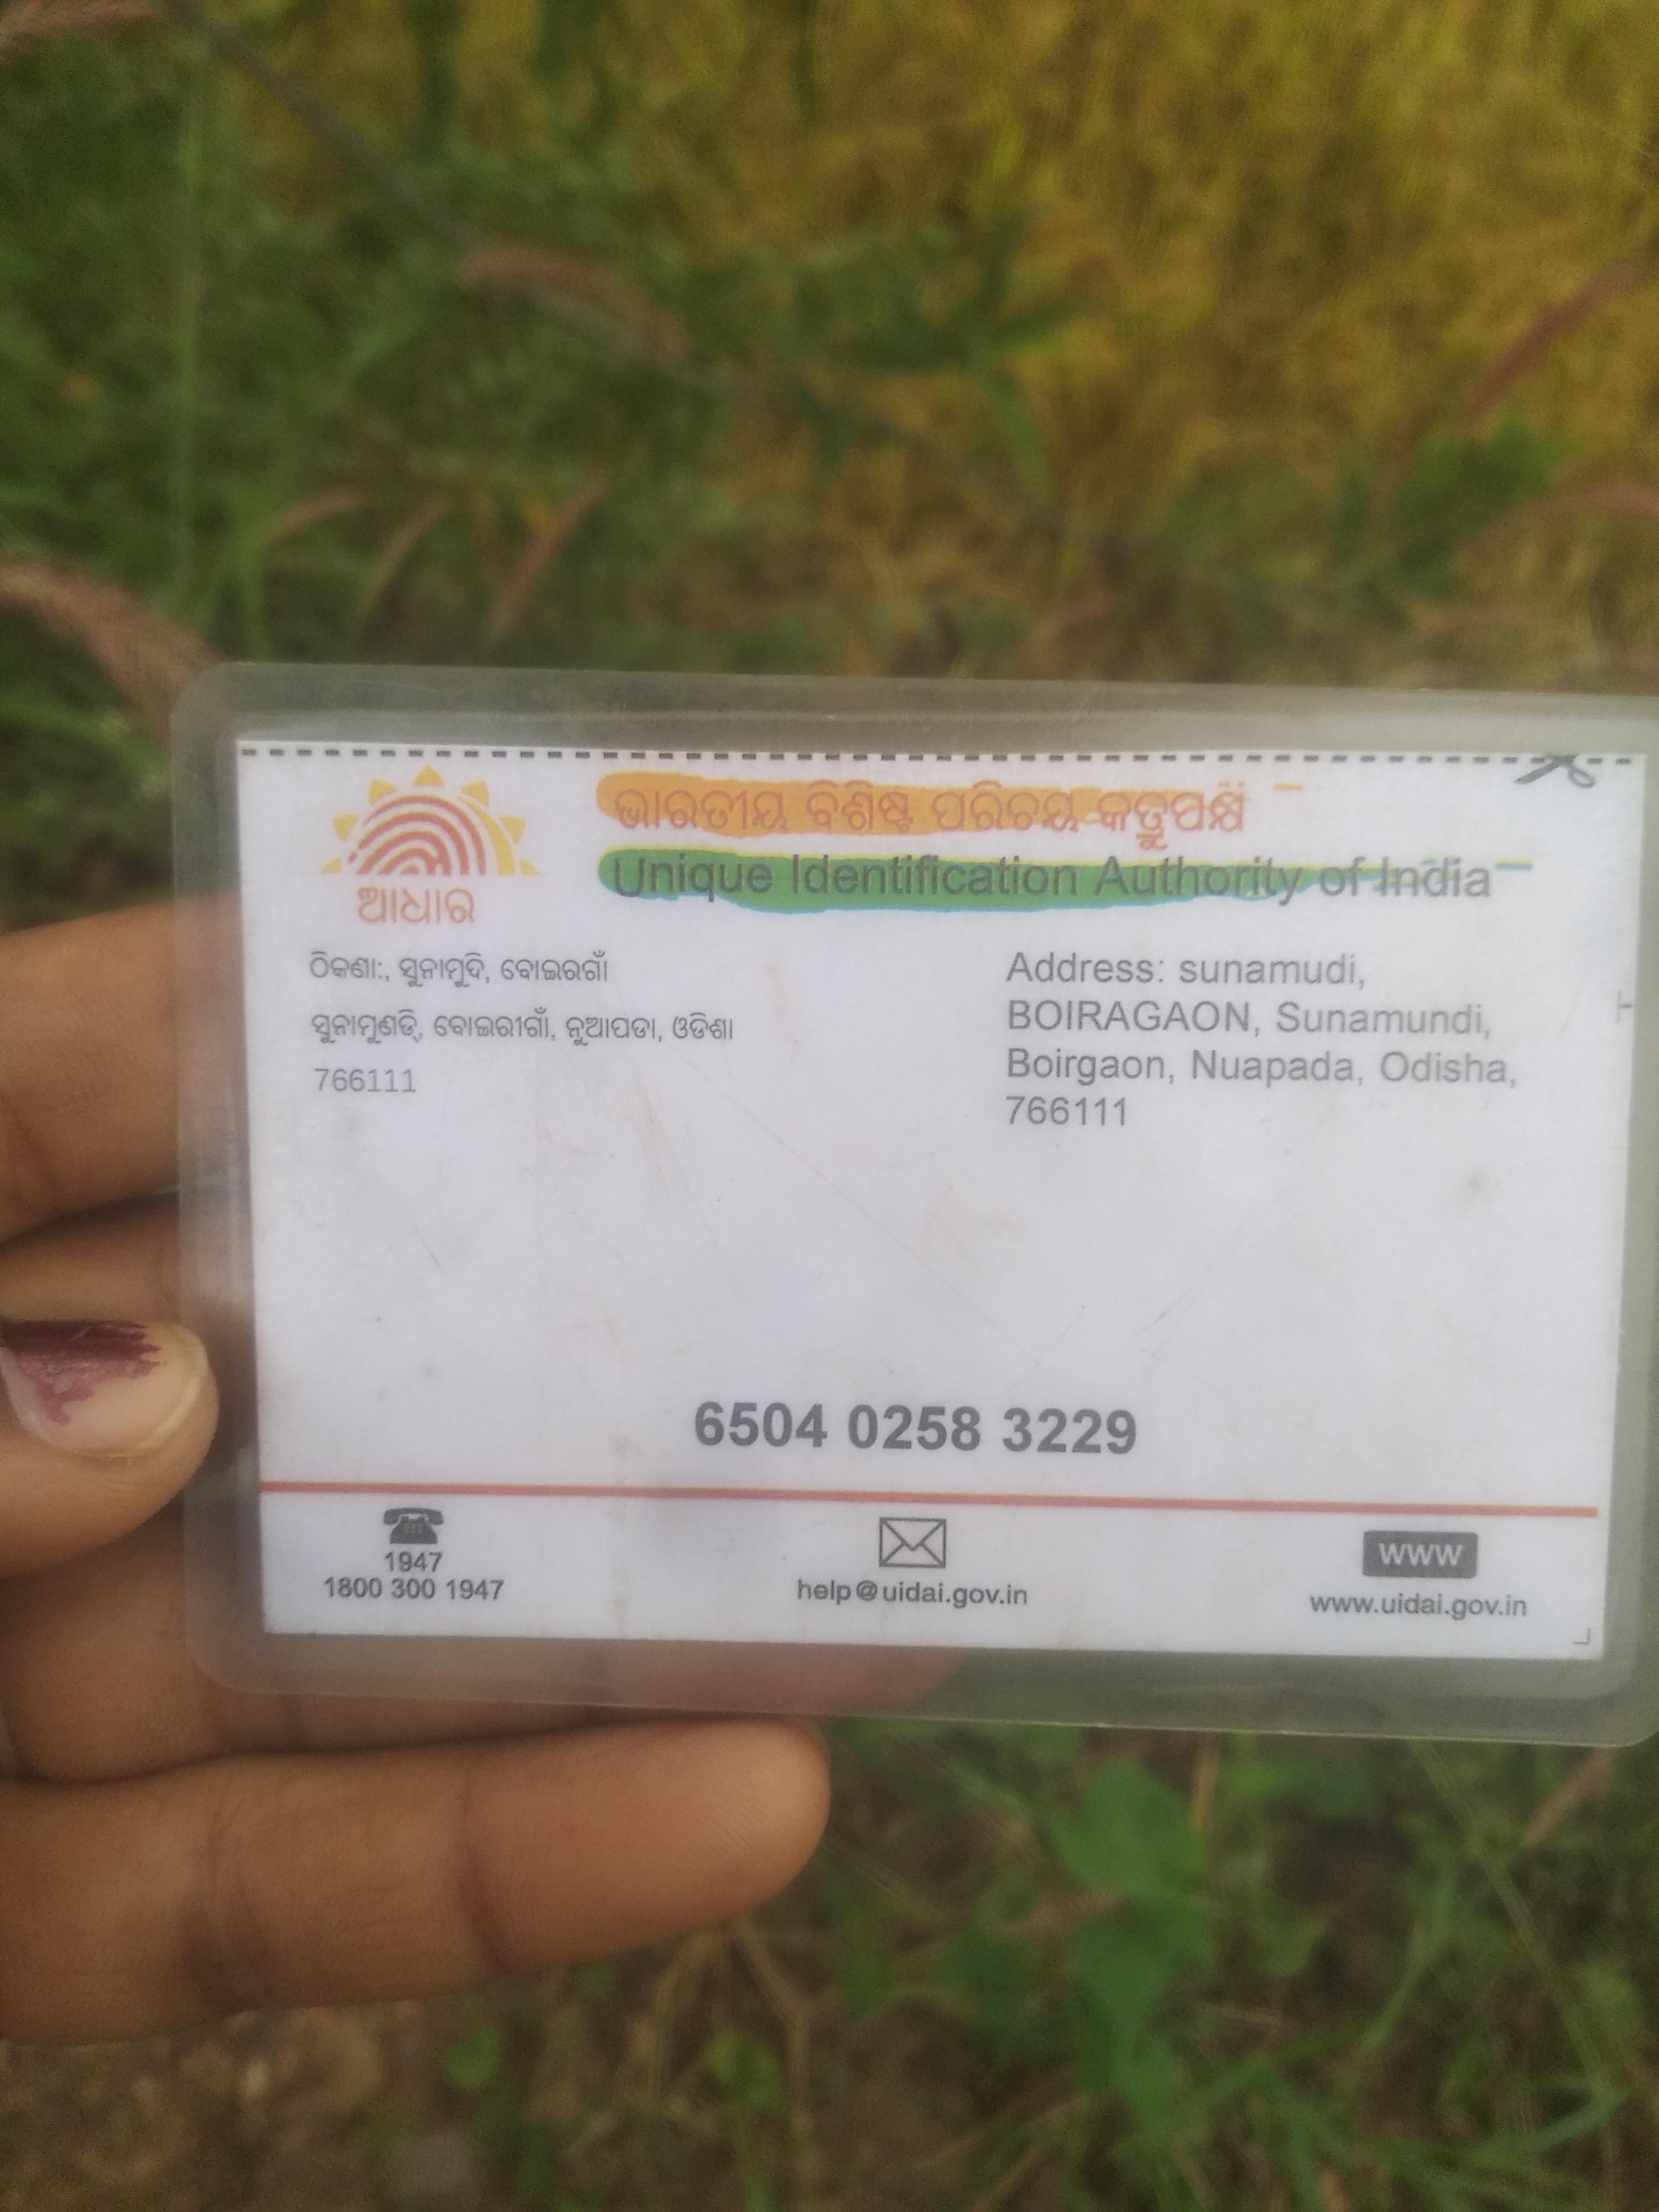 ଭାରତୀୟ ବିଶିଷ୍ଟ ପରିଚୟ କର୍ତ୍ତୃପକ୍ଷ
Unique Identification Authority of India
ଆଧାର
ଠିକଣା:, ସୁନାମୁଦି, ବୋଇରଗାଁ
ସୁନାମୁଣଡି, ବୋଇରୀଗାଁ, ନୁଆପଡା, ଓଡିଶା
766111
Address: sunamudi,
BOIRAGAON, Sunamundi,
Boirgaon, Nuapada, Odisha,
766111
6504 0258 3229
1947
1800 300 1947
help@uidai.gov.in
www
www.uidai.gov.in